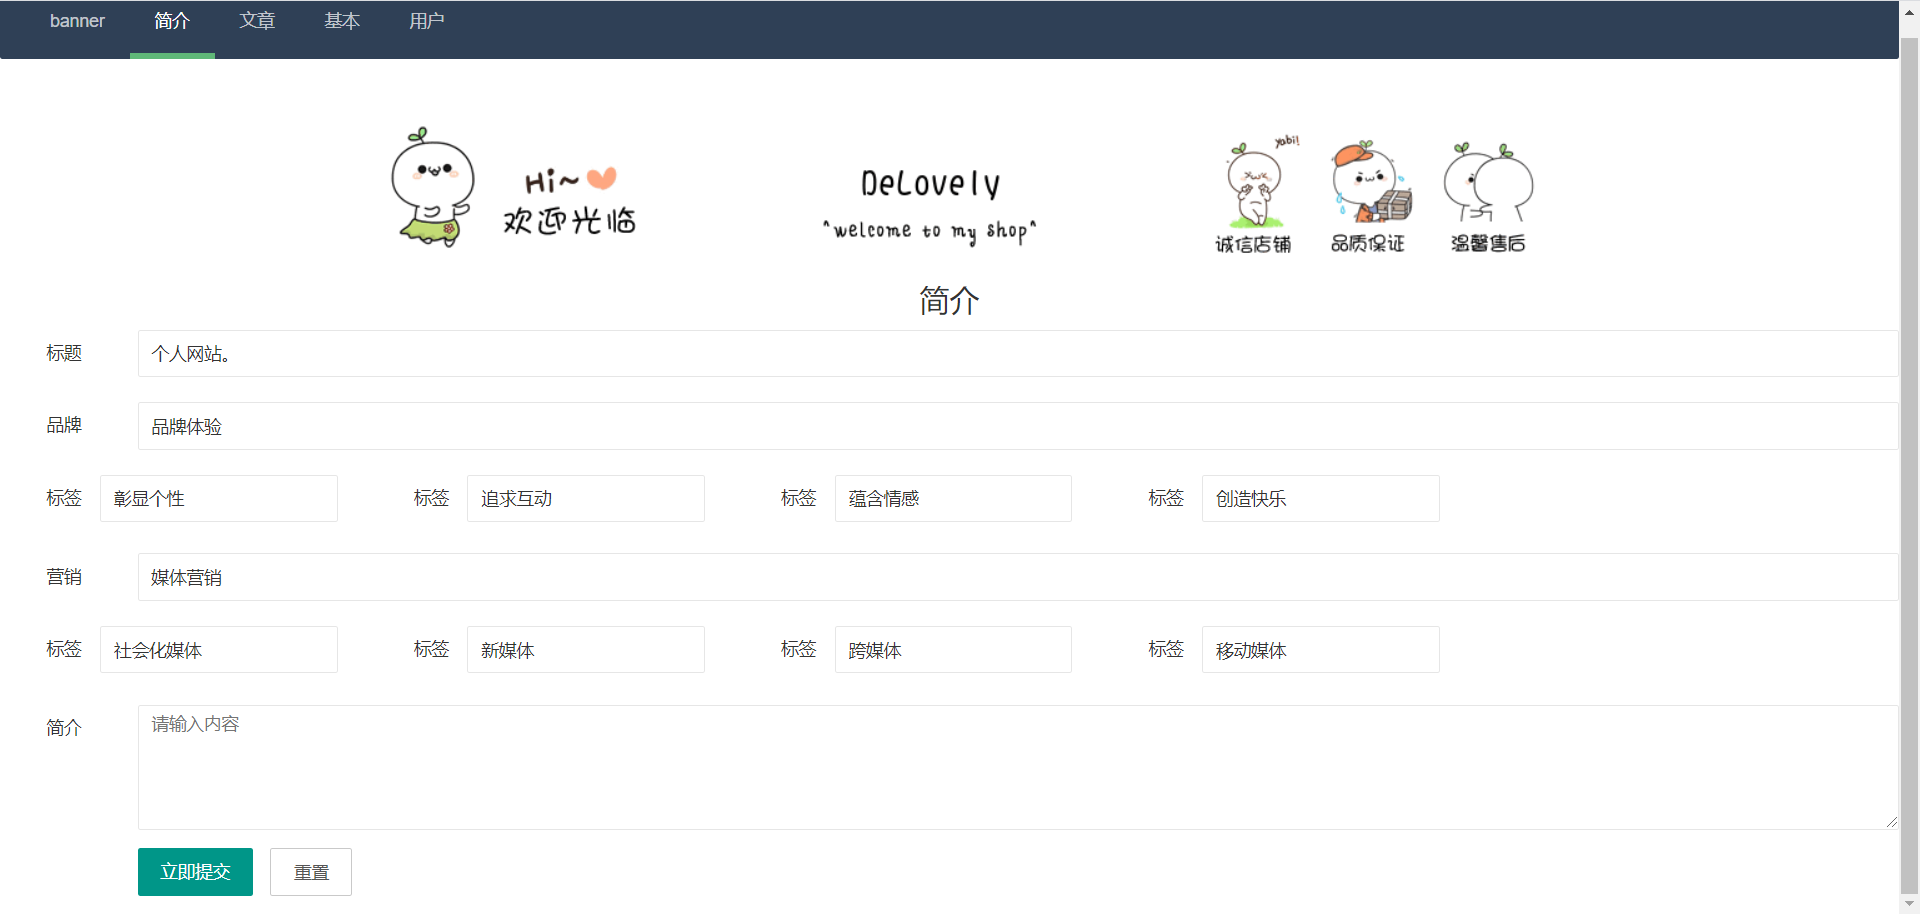 banner 简介 文章 基本 用户
Hi~
欢迎光临
DeLovely
^welcome to my shop^
yabi!
诚信店铺 品质保证 温馨售后
简介
标题 个人网站。
品牌 品牌体验
标签 彰显个性 标签 追求互动 标签 蕴含情感 标签 创造快乐
营销 媒体营销
标签 社会化媒体 标签 新媒体 标签 跨媒体 标签 移动媒体
简介 请输入内容
立即提交 重置